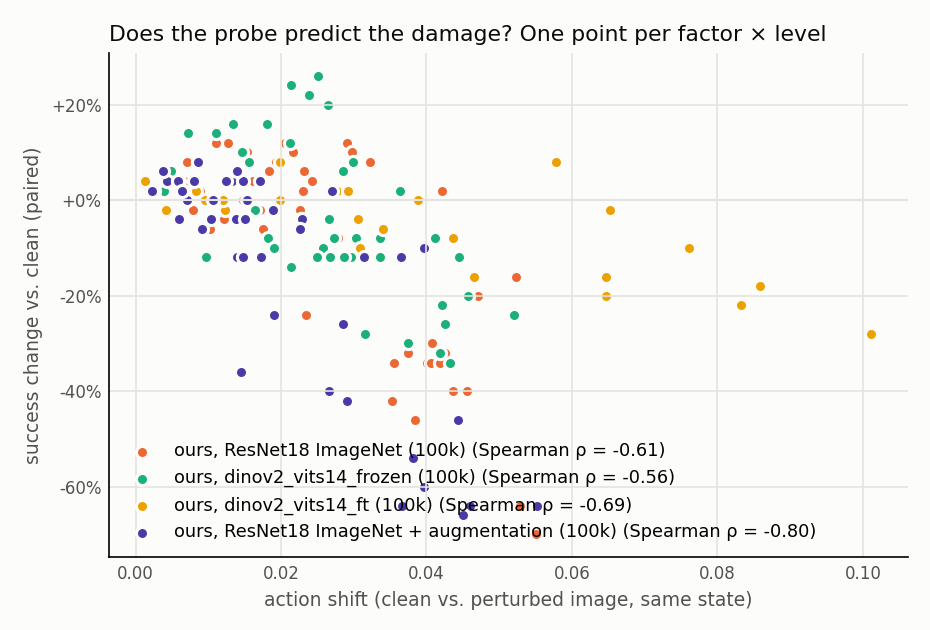 Does the probe predict the damage? One point per factor × level
success change vs. clean (paired)
+20%
+0%
-20%
-40%
-60%
ours, ResNet18 ImageNet (100k) (Spearman ρ = -0.61)
ours, dinov2_vits14_frozen (100k) (Spearman ρ = -0.56)
ours, dinov2_vits14_ft (100k) (Spearman ρ = -0.69)
ours, ResNet18 ImageNet + augmentation (100k) (Spearman ρ = -0.80)
0.00 0.02 0.04 0.06 0.08 0.10
action shift (clean vs. perturbed image, same state)